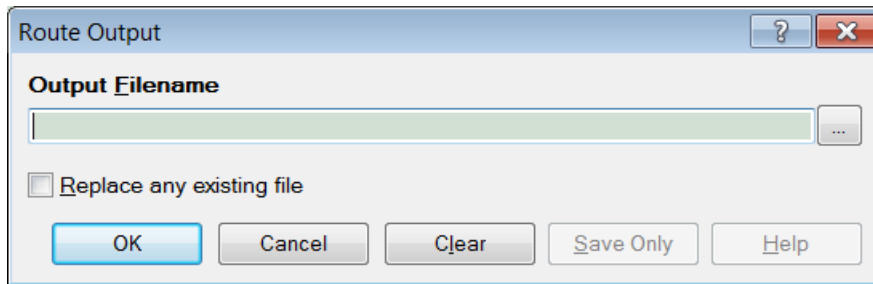 Route Output
?
Output Filename
...
Replace any existing file
OK Cancel Clear Save Only Help